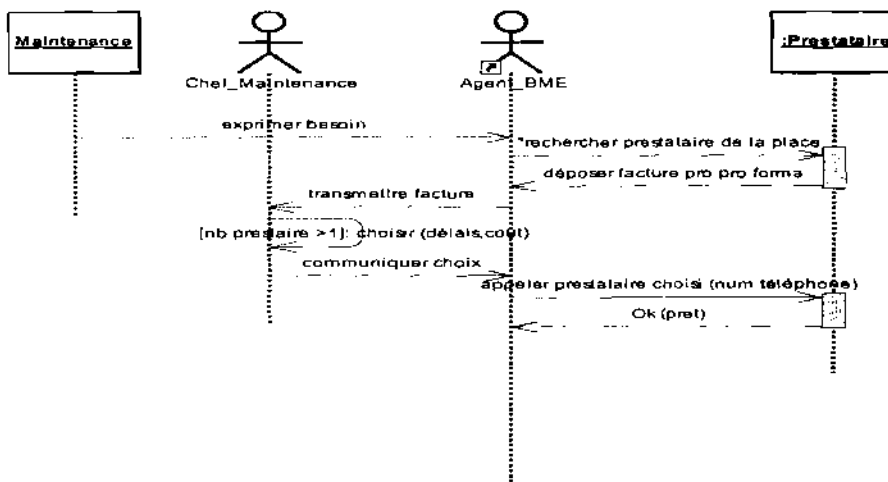 Maintenance
:Prestataire
Chef_Maintenance
Agent_BME
exprimer besoin
*rechercher prestataire de la place
déposer facture pro pro forma
transmettre facture
[nb prestaire >1]: choisir (délais,coût)
communiquer choix
appeler prestataire choisi (num téléphone)
Ok (pret)